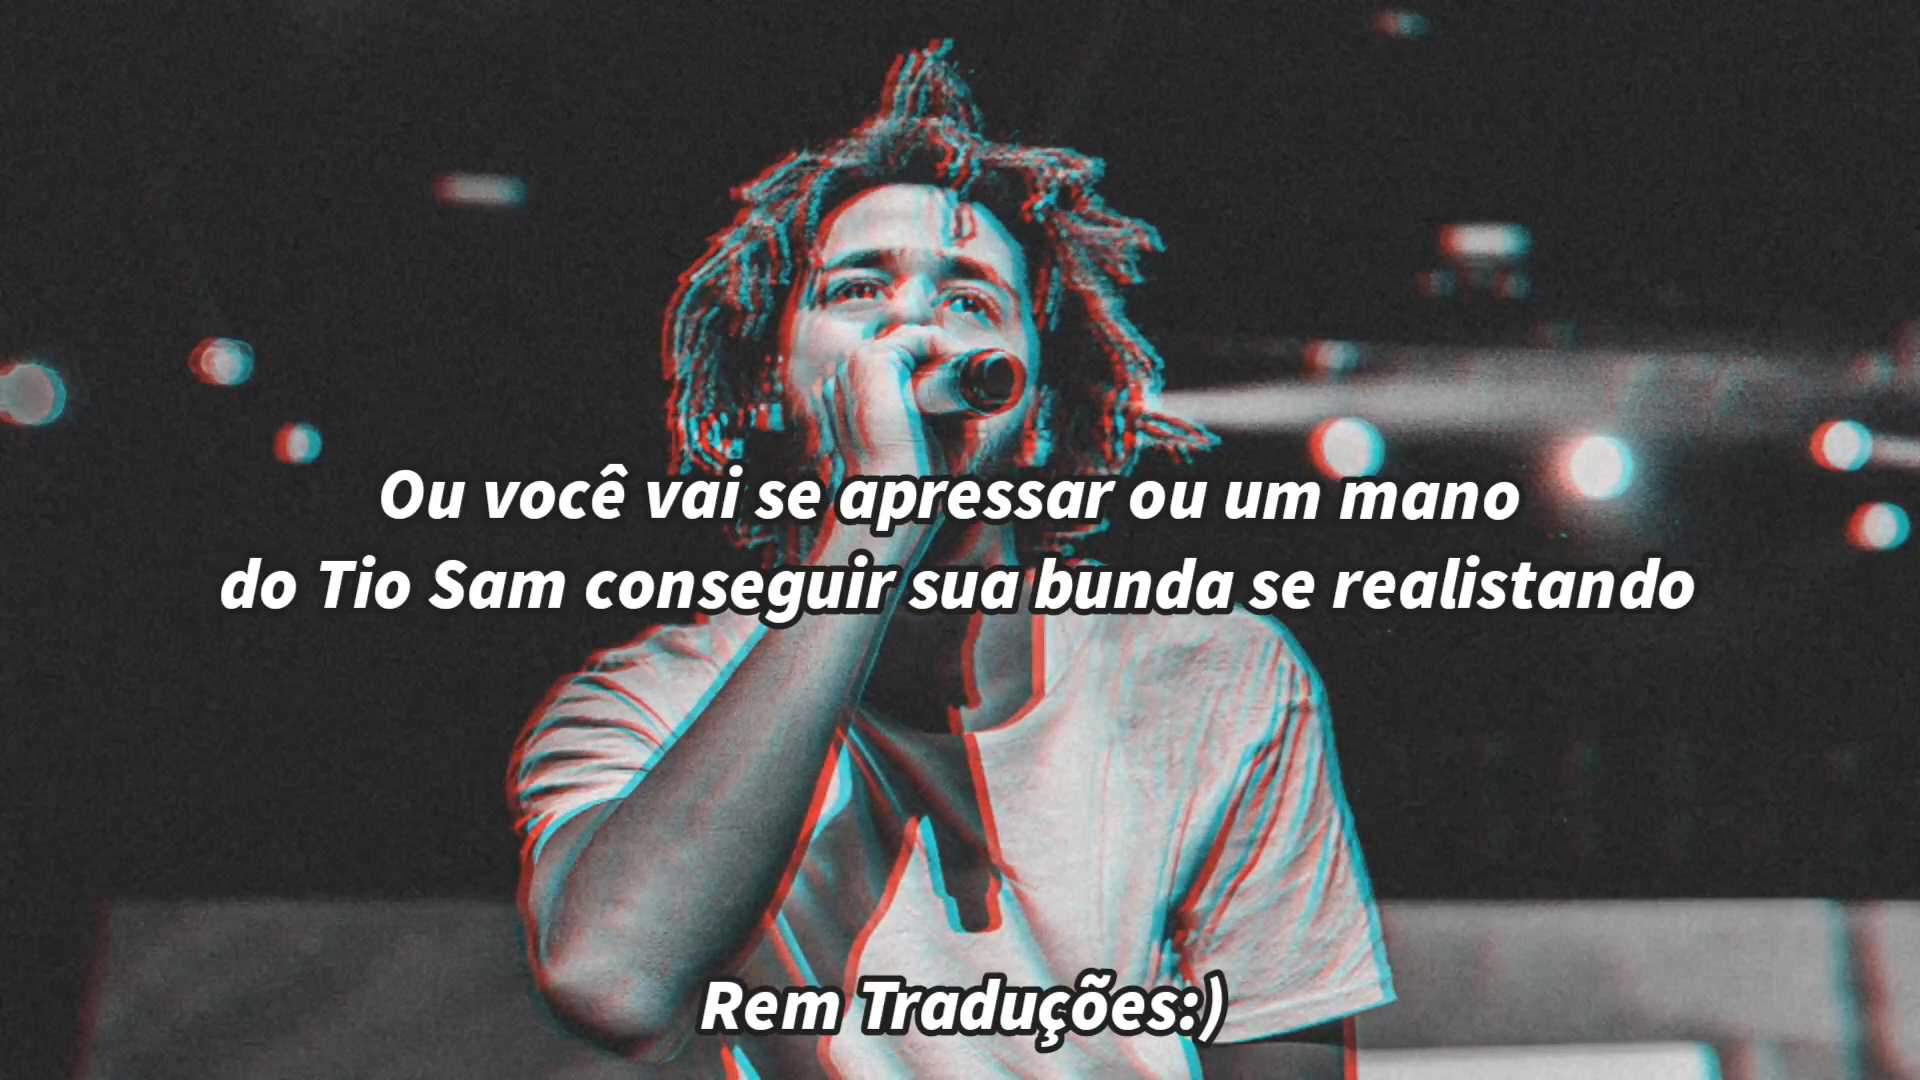 Ou você vai se apressar ou um mano
do Tio Sam conseguir sua bunda se realistando
Rem Traduções:)